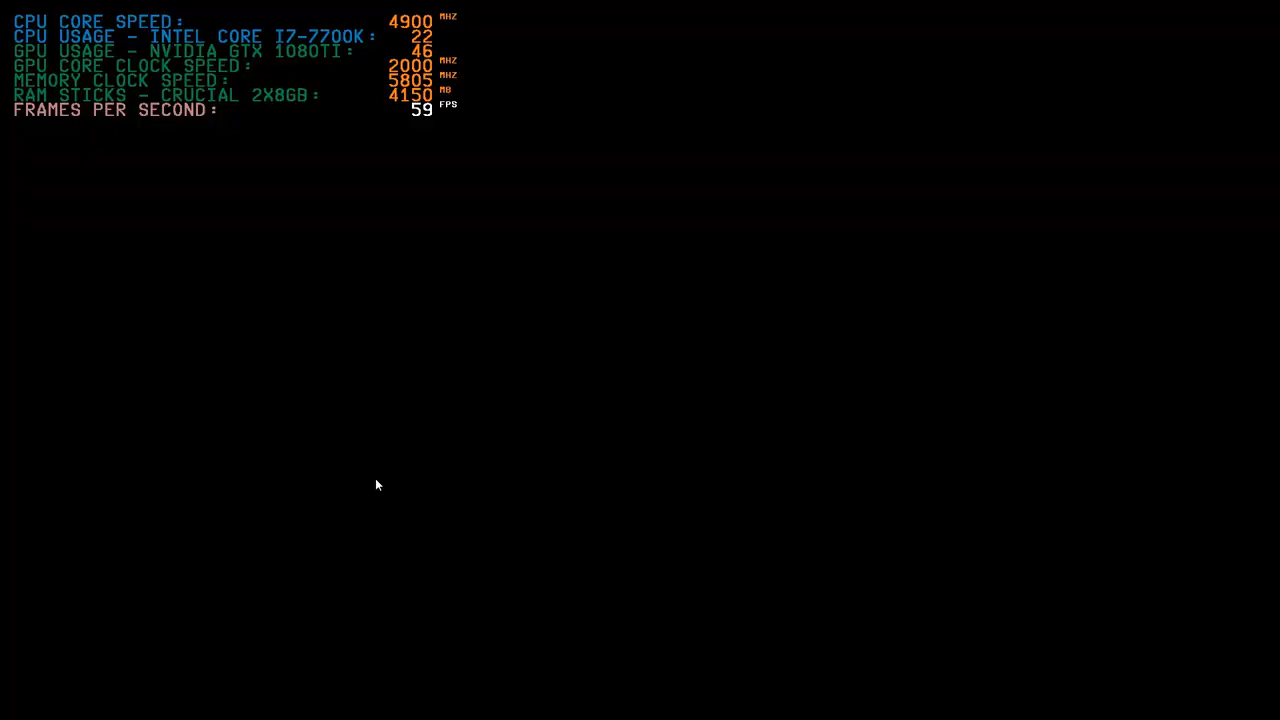 CPU CORE SPEED: 4900 MHZ
CPU USAGE - INTEL CORE I7-7700K: 22
GPU USAGE - NVIDIA GTX 1080TI: 46
GPU CORE CLOCK SPEED: 2000 MHZ
MEMORY CLOCK SPEED: 5805 MHZ
RAM STICKS - CRUCIAL 2X8GB: 4150 MB
FRAMES PER SECOND: 59 FPS